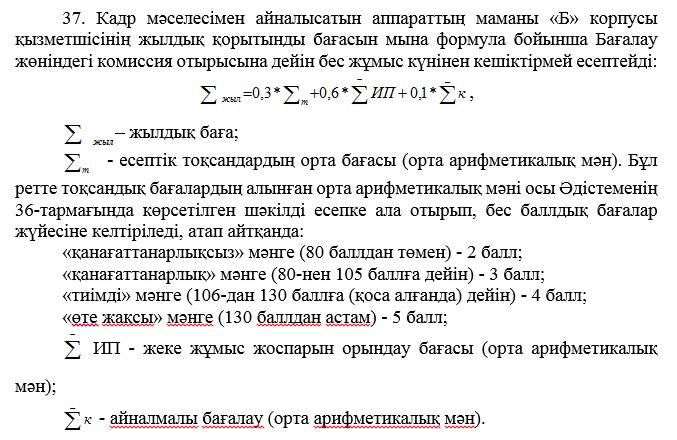 37. Кадр мәселесімен айналысатын аппараттың маманы «Б» корпусы
қызметшісінің жылдық қорытынды бағасын мына формула бойынша Бағалау
жөніндегі комиссия отырысына дейін бес жұмыс күнінен кешіктірмей есептейді:
∑ жыл =0,3*∑ т +0,6*∑̄ ИП + 0,1*∑̄ к ,
∑ жыл – жылдық баға;
∑ т - есептік тоқсандардың орта бағасы (орта арифметикалық мән). Бұл
ретте тоқсандық бағалардың алынған орта арифметикалық мәні осы Әдістеменің
36-тармағында көрсетілген шәкілді есепке ала отырып, бес баллдық бағалар
жүйесіне келтіріледі, атап айтқанда:
«қанағаттанарлықсыз» мәнге (80 баллдан төмен) - 2 балл;
«қанағаттанарлық» мәнге (80-нен 105 баллға дейін) - 3 балл;
«тиімді» мәнге (106-дан 130 баллға (қоса алғанда) дейін) - 4 балл;
«өте жақсы» мәнге (130 баллдан астам) - 5 балл;
∑̄ ИП - жеке жұмыс жоспарын орындау бағасы (орта арифметикалық
мән);
∑̄ к - айналмалы бағалау (орта арифметикалық мән).